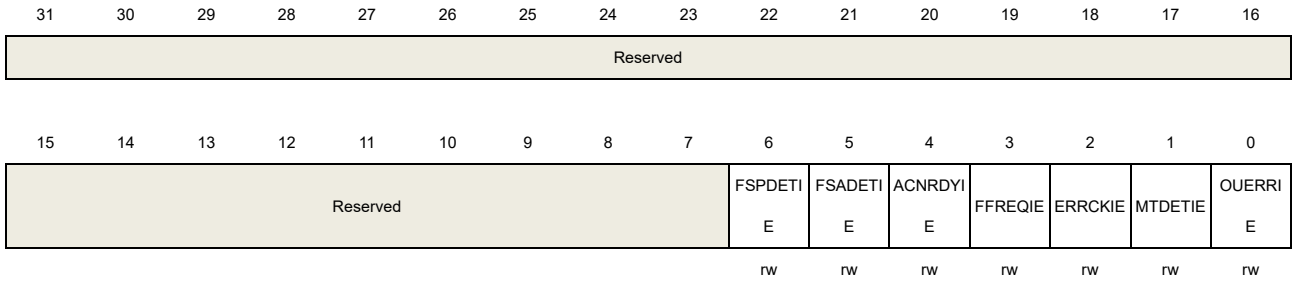 31 30 29 28 27 26 25 24 23 22 21 20 19 18 17 16
Reserved
15 14 13 12 11 10 9 8 7 6 5 4 3 2 1 0
Reserved FSPDETI FSADETI ACNRDYI FFREQIE ERRCKIE MTDETIE OUERRI
E E E E
rw rw rw rw rw rw rw